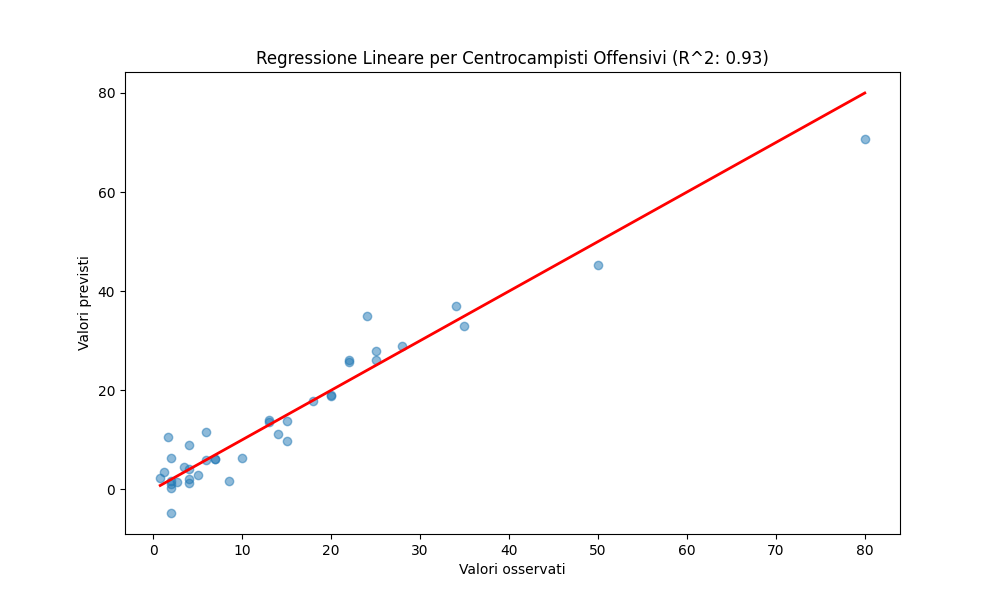 Regressione Lineare per Centrocampisti Offensivi (R^2: 0.93)
80
60
40
20
0
Valori previsti
0 10 20 30 40 50 60 70 80
Valori osservati